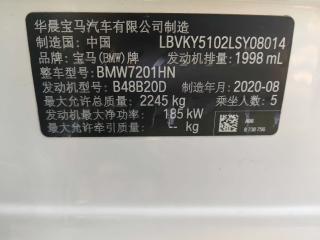 华晨宝马汽车有限公司制造
制造国: 中国 LBVKY5102LSY08014
品牌: 宝马(BMW)牌 发动机排量: 1998 mL
整车型号: BMW7201HN
发动机型号: B48B20D 制造年月: 2020-08
最大允许总质量: 2245 kg 乘坐人数: 5
发动机最大净功率: 185 kW
最大允许牵引质量: -- kg